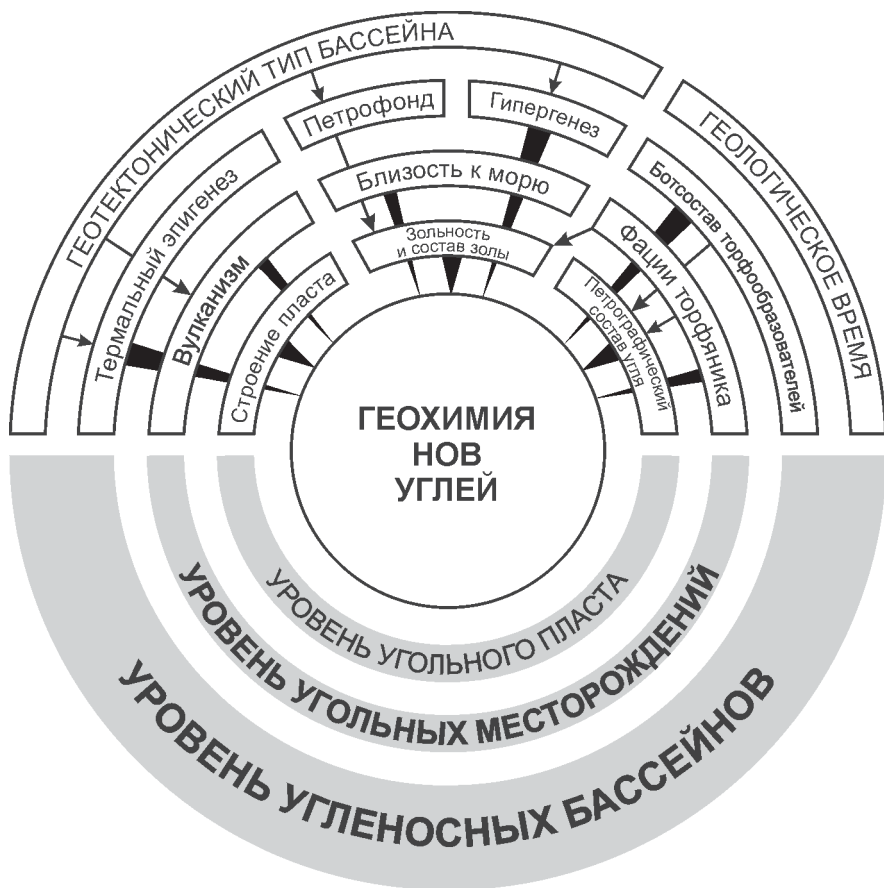 ГЕОТЕКТОНИЧЕСКИЙ ТИП БАССЕЙНА
ГЕОЛОГИЧЕСКОЕ ВРЕМЯ
Петрофонд
Гипергенез
Термальный эпигенез
Ботсостав торфообразователей
Близость к морю
Вулканизм
Фации торфяника
Зольность
и состав золы
Строение пласта
Петрографический
состав угля
ГЕОХИМИЯ
НОВ
УГЛЕЙ
УРОВЕНЬ УГОЛЬНОГО ПЛАСТА
УРОВЕНЬ УГОЛЬНЫХ МЕСТОРОЖДЕНИЙ
УРОВЕНЬ УГЛЕНОСНЫХ БАССЕЙНОВ